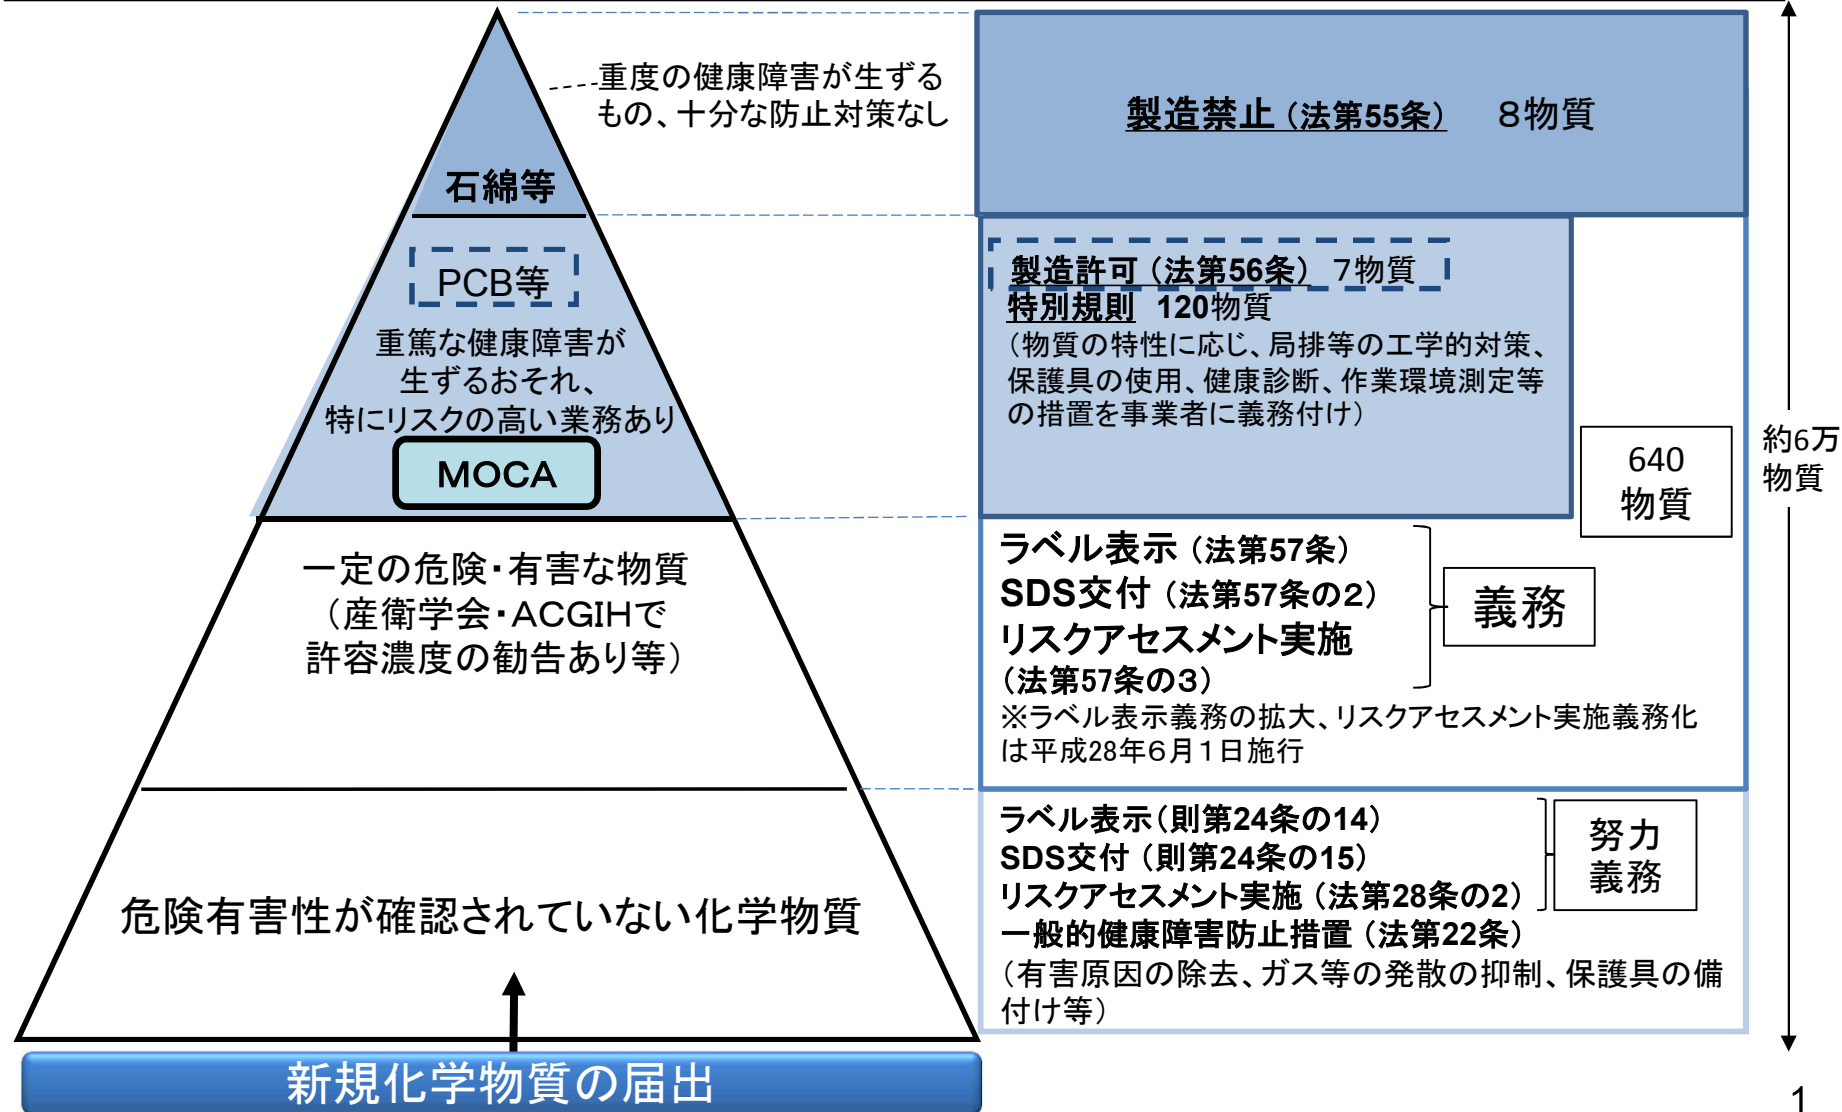 重度の健康障害が生ずる
もの、十分な防止対策なし
石綿等
PCB等
重篤な健康障害が
生ずるおそれ、
特にリスクの高い業務あり
MOCA
一定の危険・有害な物質
（産衛学会・ACGIHで
許容濃度の勧告あり等）
危険有害性が確認されていない化学物質
新規化学物質の届出
製造禁止（法第55条）　８物質
製造許可（法第56条）　７物質
特別規則　120物質
（物質の特性に応じ、局排等の工学的対策、
保護具の使用、健康診断、作業環境測定等
の措置を事業者に義務付け）
640
物質
ラベル表示（法第57条）
SDS交付（法第57条の２）
リスクアセスメント実施
（法第57条の３）
義務
※ラベル表示義務の拡大、リスクアセスメント実施義務化
は平成28年６月１日施行
ラベル表示（則第24条の14）
SDS交付（則第24条の15）
リスクアセスメント実施（法第28条の2）
努力
義務
一般的健康障害防止措置（法第22条）
（有害原因の除去、ガス等の発散の抑制、保護具の備
付け等）
約6万
物質
1